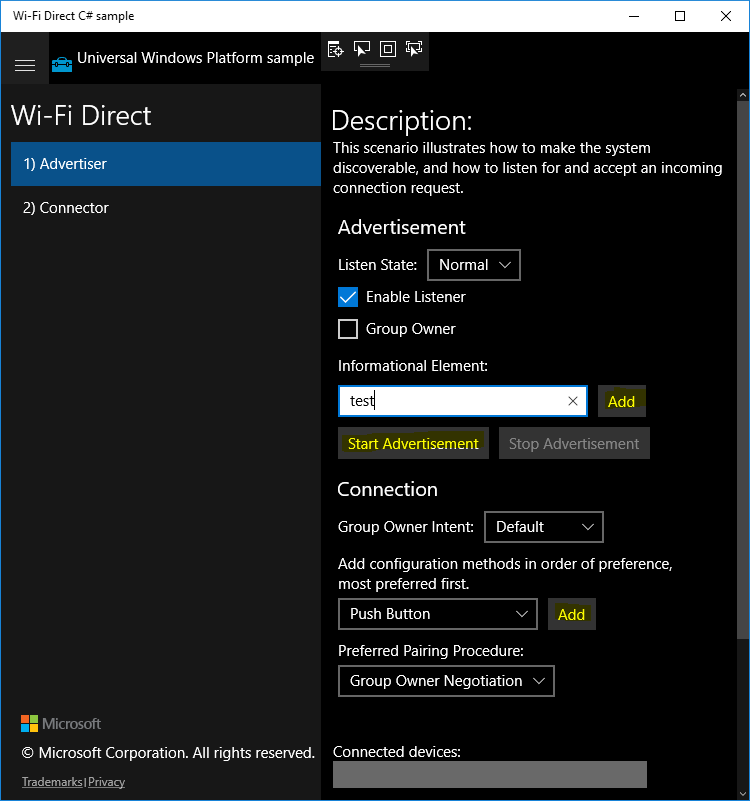 Wi-Fi Direct C# sample
Universal Windows Platform sample
Wi-Fi Direct
1) Advertiser
2) Connector
Microsoft
© Microsoft Corporation. All rights reserved.
Trademarks|Privacy
Description:
This scenario illustrates how to make the system
discoverable, and how to listen for and accept an incoming
connection request.
Advertisement
Listen State: Normal
Enable Listener
Group Owner
Informational Element:
test Add
Start Advertisement Stop Advertisement
Connection
Group Owner Intent: Default
Add configuration methods in order of preference,
most preferred first.
Push Button Add
Preferred Pairing Procedure:
Group Owner Negotiation
Connected devices: